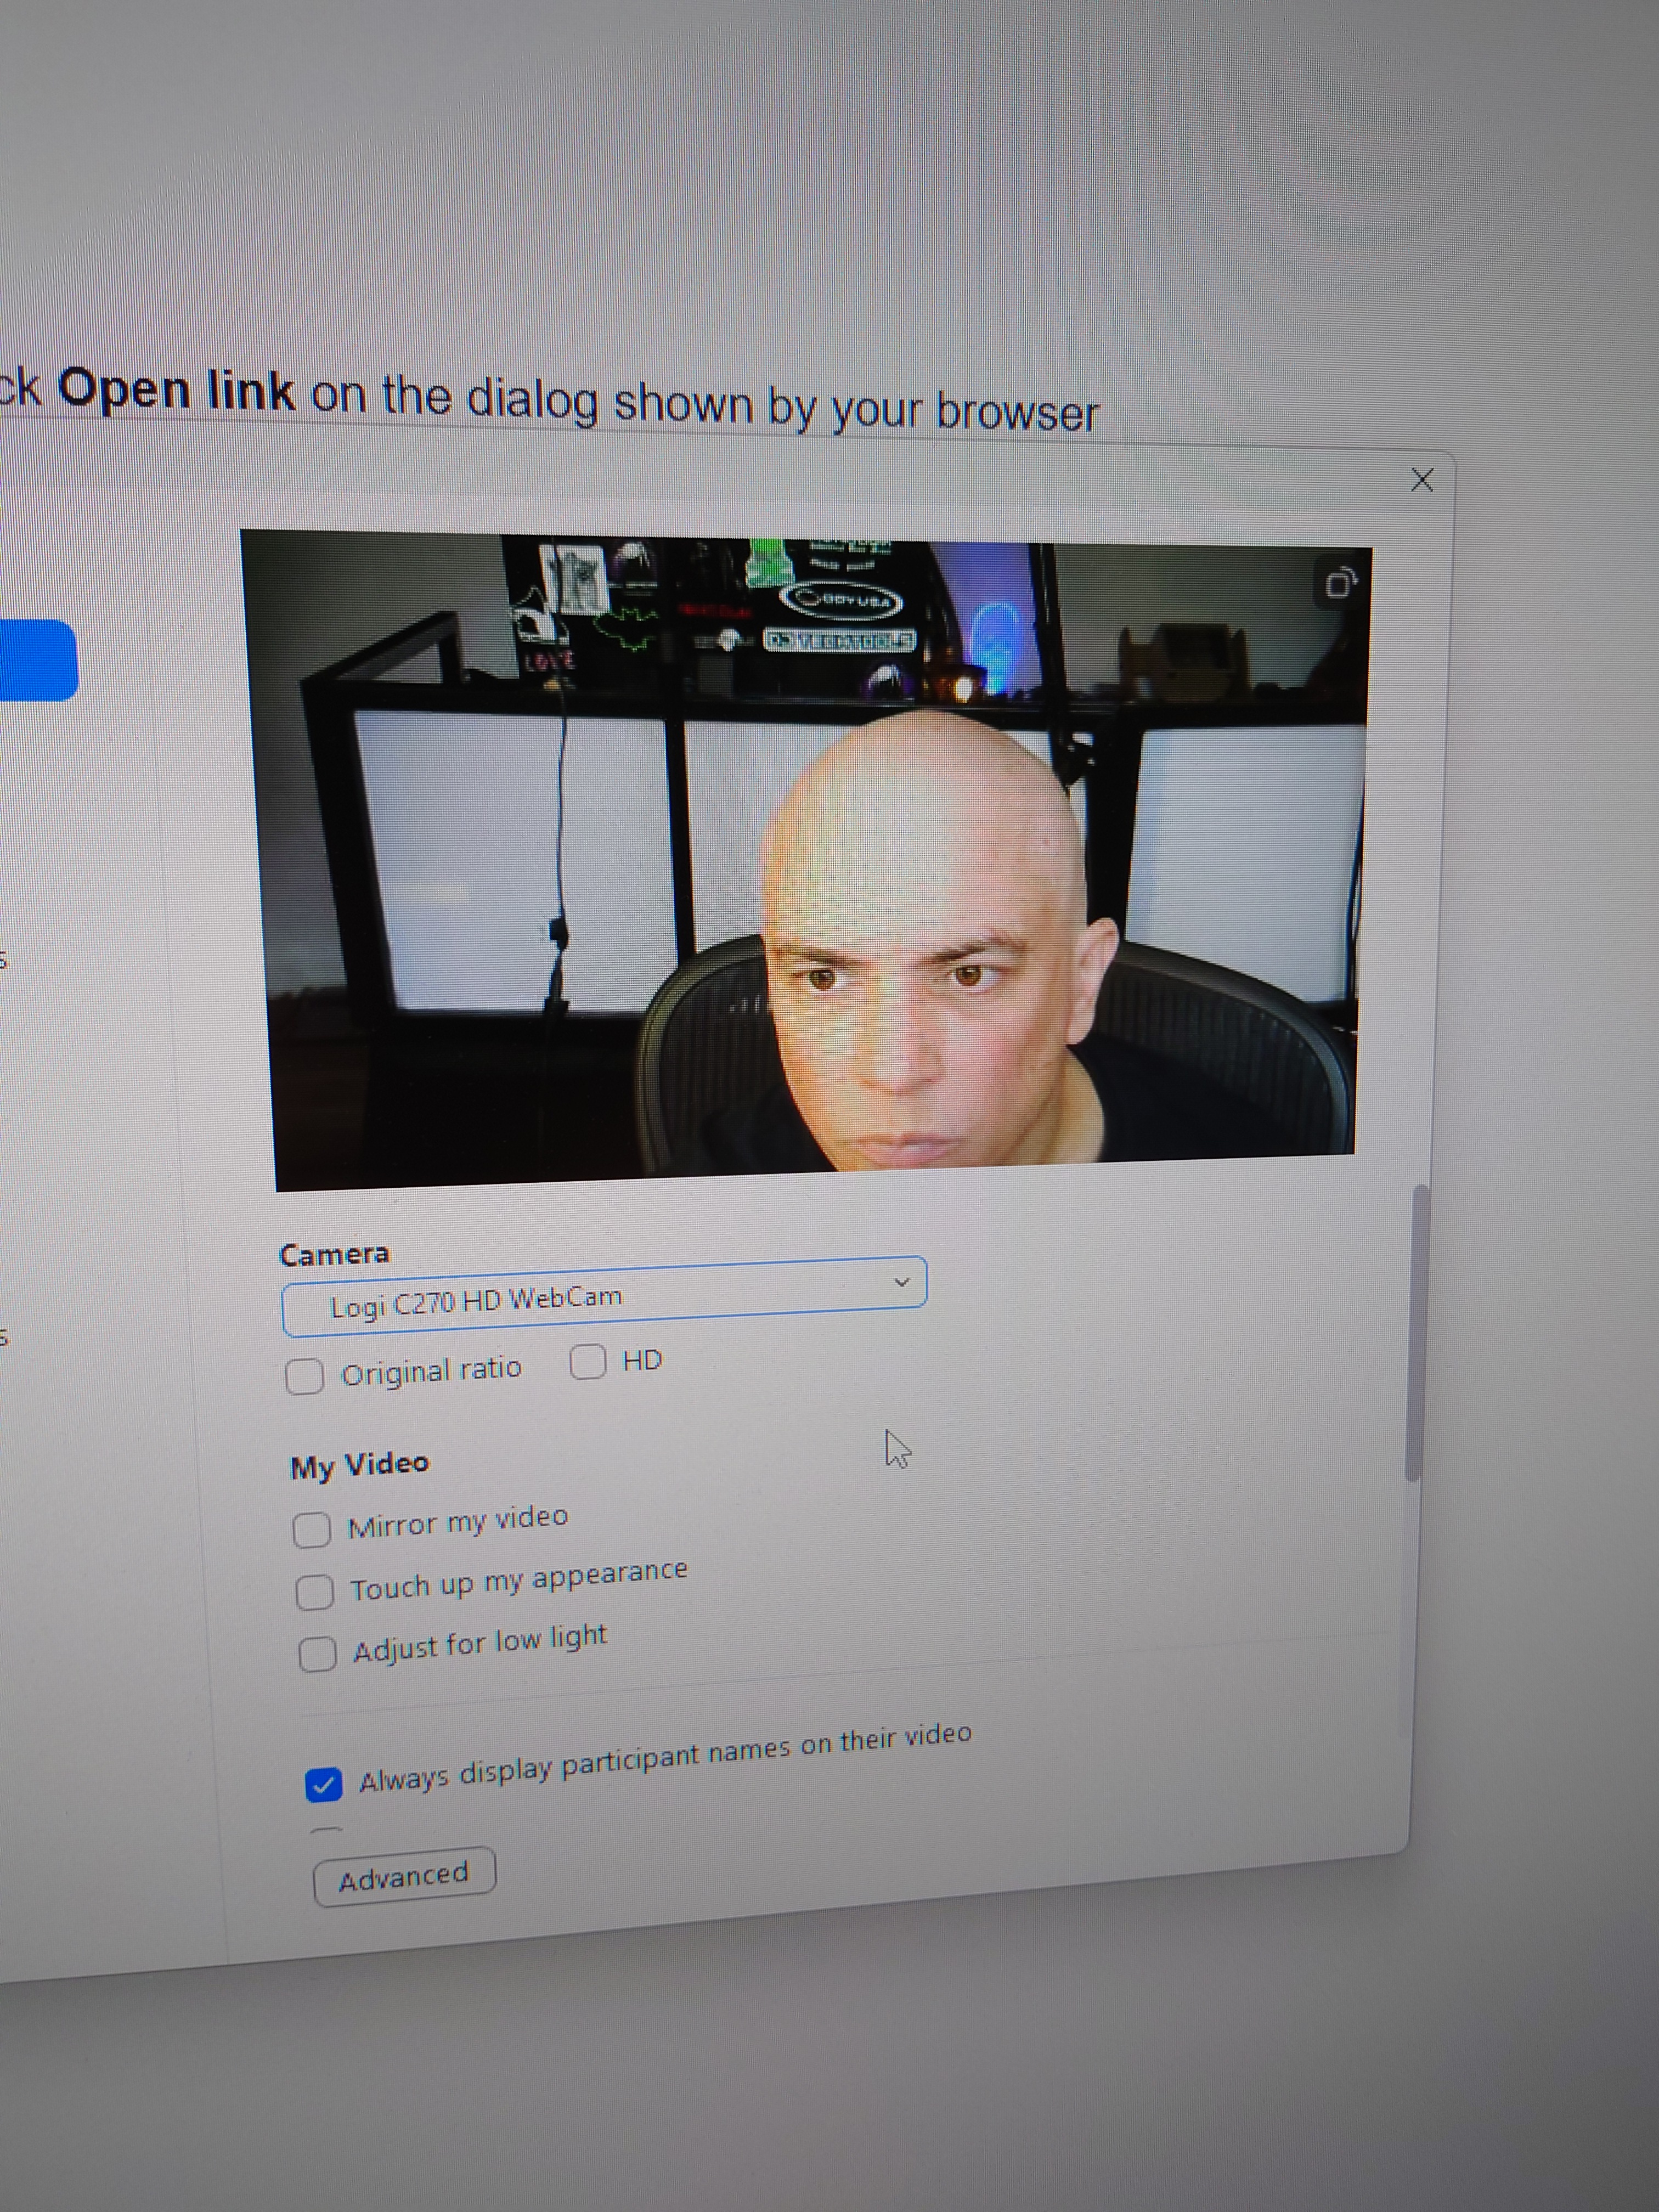 ck Open link on the dialog shown by your browser
LOVE
Camera
Logi C270 HD WebCam
Original ratio HD
My Video
Mirror my video
Touch up my appearance
Adjust for low light
Always display participant names on their video
Advanced